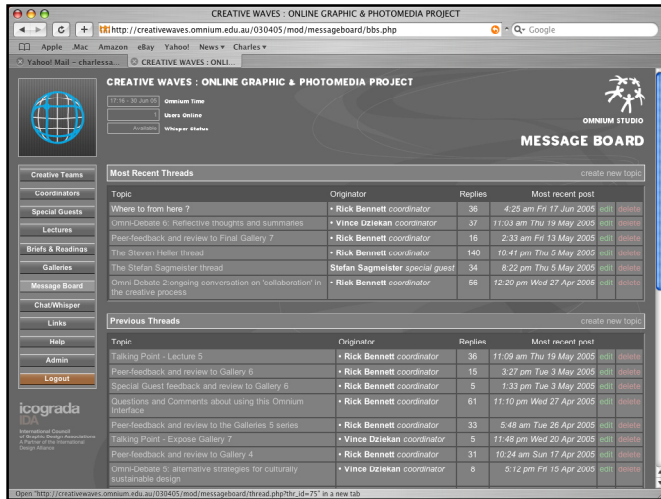 CREATIVE WAVES : ONLINE GRAPHIC & PHOTOMEDIA PROJECT
http://creativewaves.omnium.edu.au/030405/mod/messageboard/bbs.php
Google
Apple .Mac Amazon eBay Yahoo! News Charles
Yahoo! Mail – charlessa... CREATIVE WAVES : ONLI...
CREATIVE WAVES : ONLINE GRAPHIC & PHOTOMEDIA PROJECT
17:16 - 30 Jun 05 Omnium Time
1 Users Online
Available Whisper Status
OMNIUM STUDIO
MESSAGE BOARD
Creative Teams
Coordinators
Special Guests
Lectures
Briefs & Readings
Galleries
Message Board
Chat/Whisper
Links
Help
Admin
Logout
icograda
IDA
International Council
of Graphic Design Associations
A Partner of the International
Design Alliance
Most Recent Threads create new topic
Topic Originator Replies Most recent post
Where to from here ? • Rick Bennett coordinator 36 4:25 am Fri 17 Jun 2005 edit delete
Omni-Debate 6: Reflective thoughts and summaries • Vince Dziekan coordinator 37 11:03 am Thu 19 May 2005 edit delete
Peer-feedback and review to Final Gallery 7 • Rick Bennett coordinator 16 2:33 am Fri 13 May 2005 edit delete
The Steven Heller thread • Rick Bennett coordinator 140 10:41 pm Thu 5 May 2005 edit delete
The Stefan Sagmeister thread Stefan Sagmeister special guest 34 8:22 pm Thu 5 May 2005 edit delete
Omni Debate 2:ongoing conversation on 'collaboration' in • Rick Bennett coordinator 56 12:20 pm Wed 27 Apr 2005 edit delete
the creative process
Previous Threads create new topic
Topic Originator Replies Most recent post
Talking Point - Lecture 5 • Rick Bennett coordinator 36 11:09 am Thu 19 May 2005 edit delete
Peer-feedback and review to Gallery 6 • Rick Bennett coordinator 15 3:27 pm Tue 3 May 2005 edit delete
Special Guest feedback and review to Gallery 6 • Rick Bennett coordinator 5 1:33 pm Tue 3 May 2005 edit delete
Questions and Comments about using this Omnium • Rick Bennett coordinator 61 11:10 pm Wed 27 Apr 2005 edit delete
Interface
Peer-feedback and review to the Galleries 5 series • Rick Bennett coordinator 33 5:48 am Tue 26 Apr 2005 edit delete
Talking Point - Expose Gallery 7 • Vince Dziekan coordinator 5 11:48 pm Wed 20 Apr 2005 edit delete
Peer-feedback and review to Gallery 4 • Rick Bennett coordinator 31 10:24 am Sun 17 Apr 2005 edit delete
Omni-Debate 5: alternative strategies for culturally • Vince Dziekan coordinator 8 5:12 pm Fri 15 Apr 2005 edit delete
sustainable design
Open "http://creativewaves.omnium.edu.au/030405/mod/messageboard/thread.php?thr_id=75" in a new tab